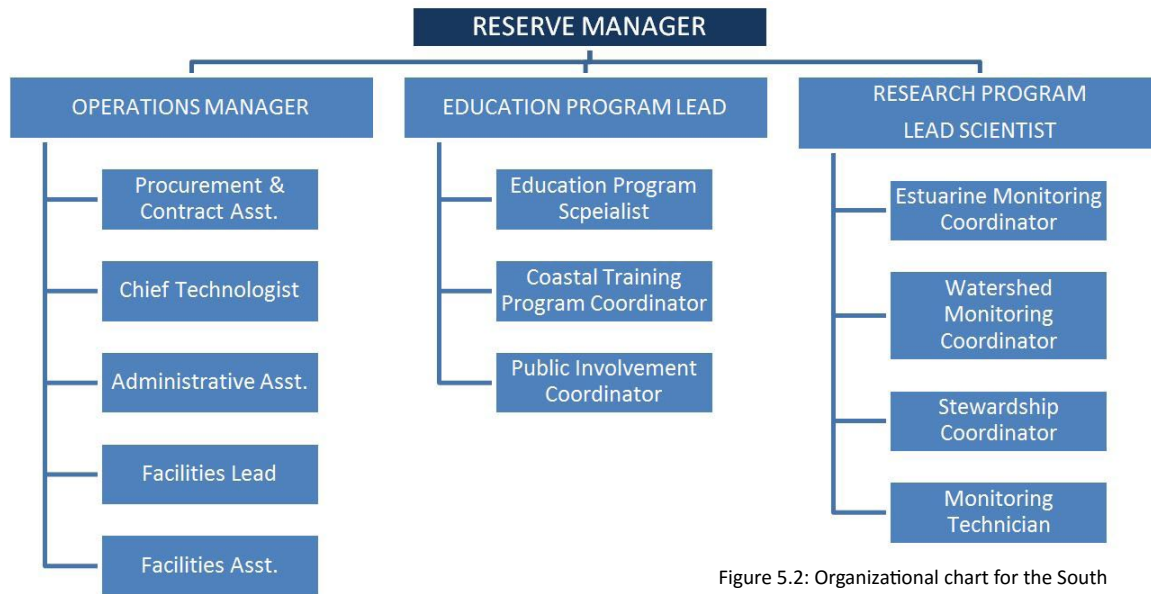 RESERVE MANAGER
OPERATIONS MANAGER
Procurement &
Contract Asst.
Chief Technologist
Administrative Asst.
Facilities Lead
Facilities Asst.
EDUCATION PROGRAM LEAD
Education Program
Scpeialist
Coastal Training
Program Coordinator
Public Involvement
Coordinator
RESEARCH PROGRAM
LEAD SCIENTIST
Estuarine Monitoring
Coordinator
Watershed
Monitoring
Coordinator
Stewardship
Coordinator
Monitoring
Technician
Figure 5.2: Organizational chart for the South